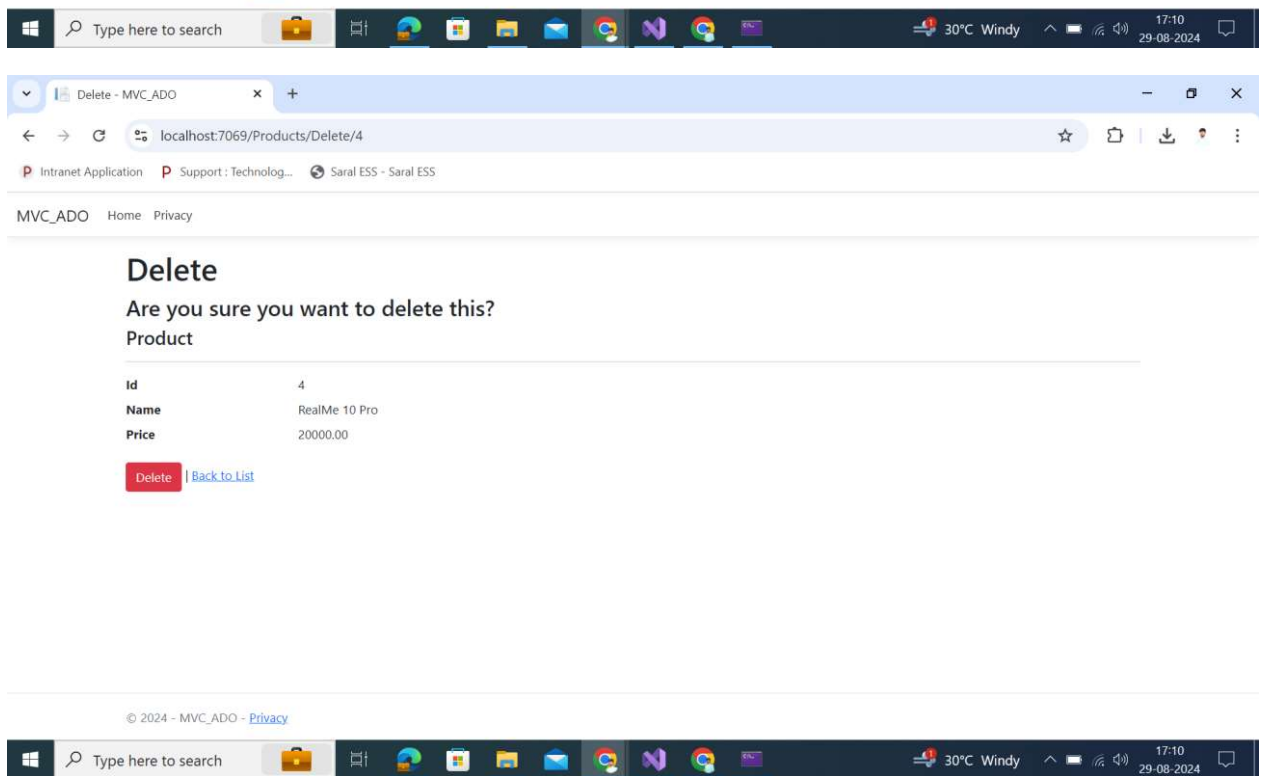 Type here to search
30°C Windy
17:10
29-08-2024
Delete - MVC_ADO
localhost:7069/Products/Delete/4
Intranet Application Support : Technolog... Saral ESS - Saral ESS
MVC_ADO Home Privacy
Delete
Are you sure you want to delete this?
Product
Id 4
Name RealMe 10 Pro
Price 20000.00
Delete | Back to List
© 2024 - MVC_ADO - Privacy
Type here to search
30°C Windy
17:10
29-08-2024